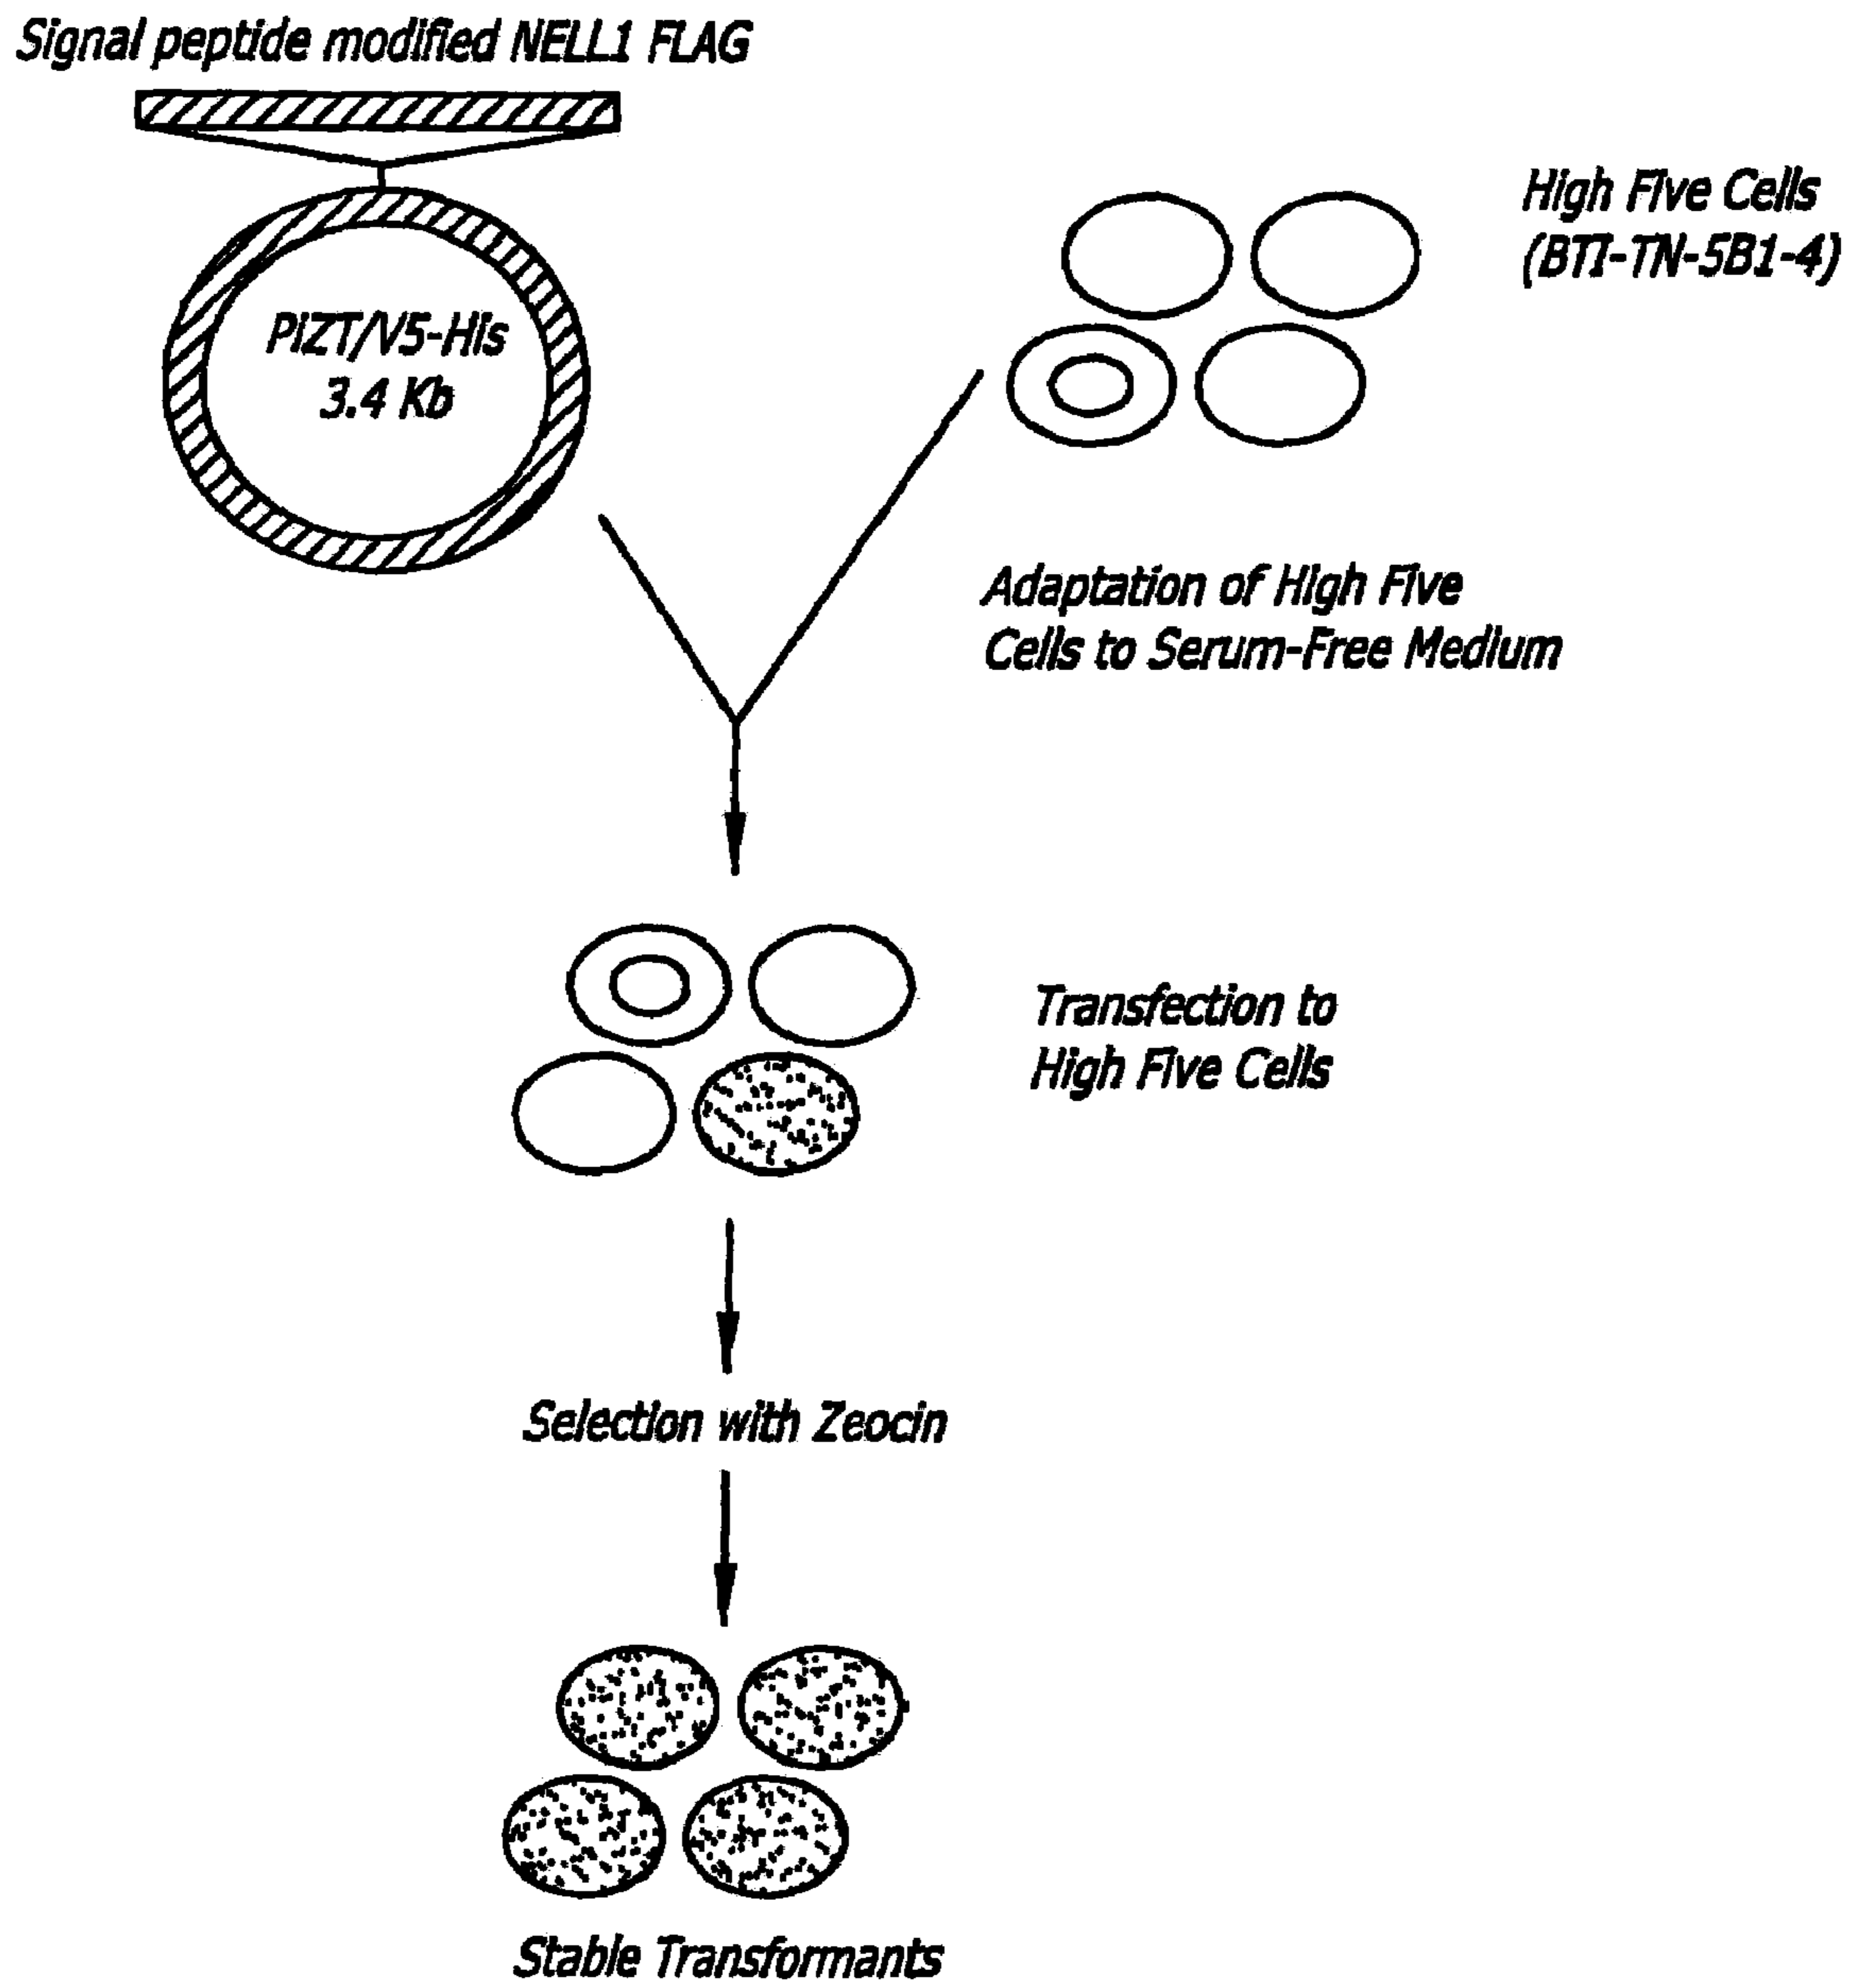 Signal peptide modified NELL1 FLAG
PiZT/V5-His
3.4 Kb
High Five Cells
(BTI-TN-5B1-4)
Adaptation of High Five
Cells to Serum-Free Medium
Transfection to
High Five Cells
Selection with Zeocin
Stable Transformants